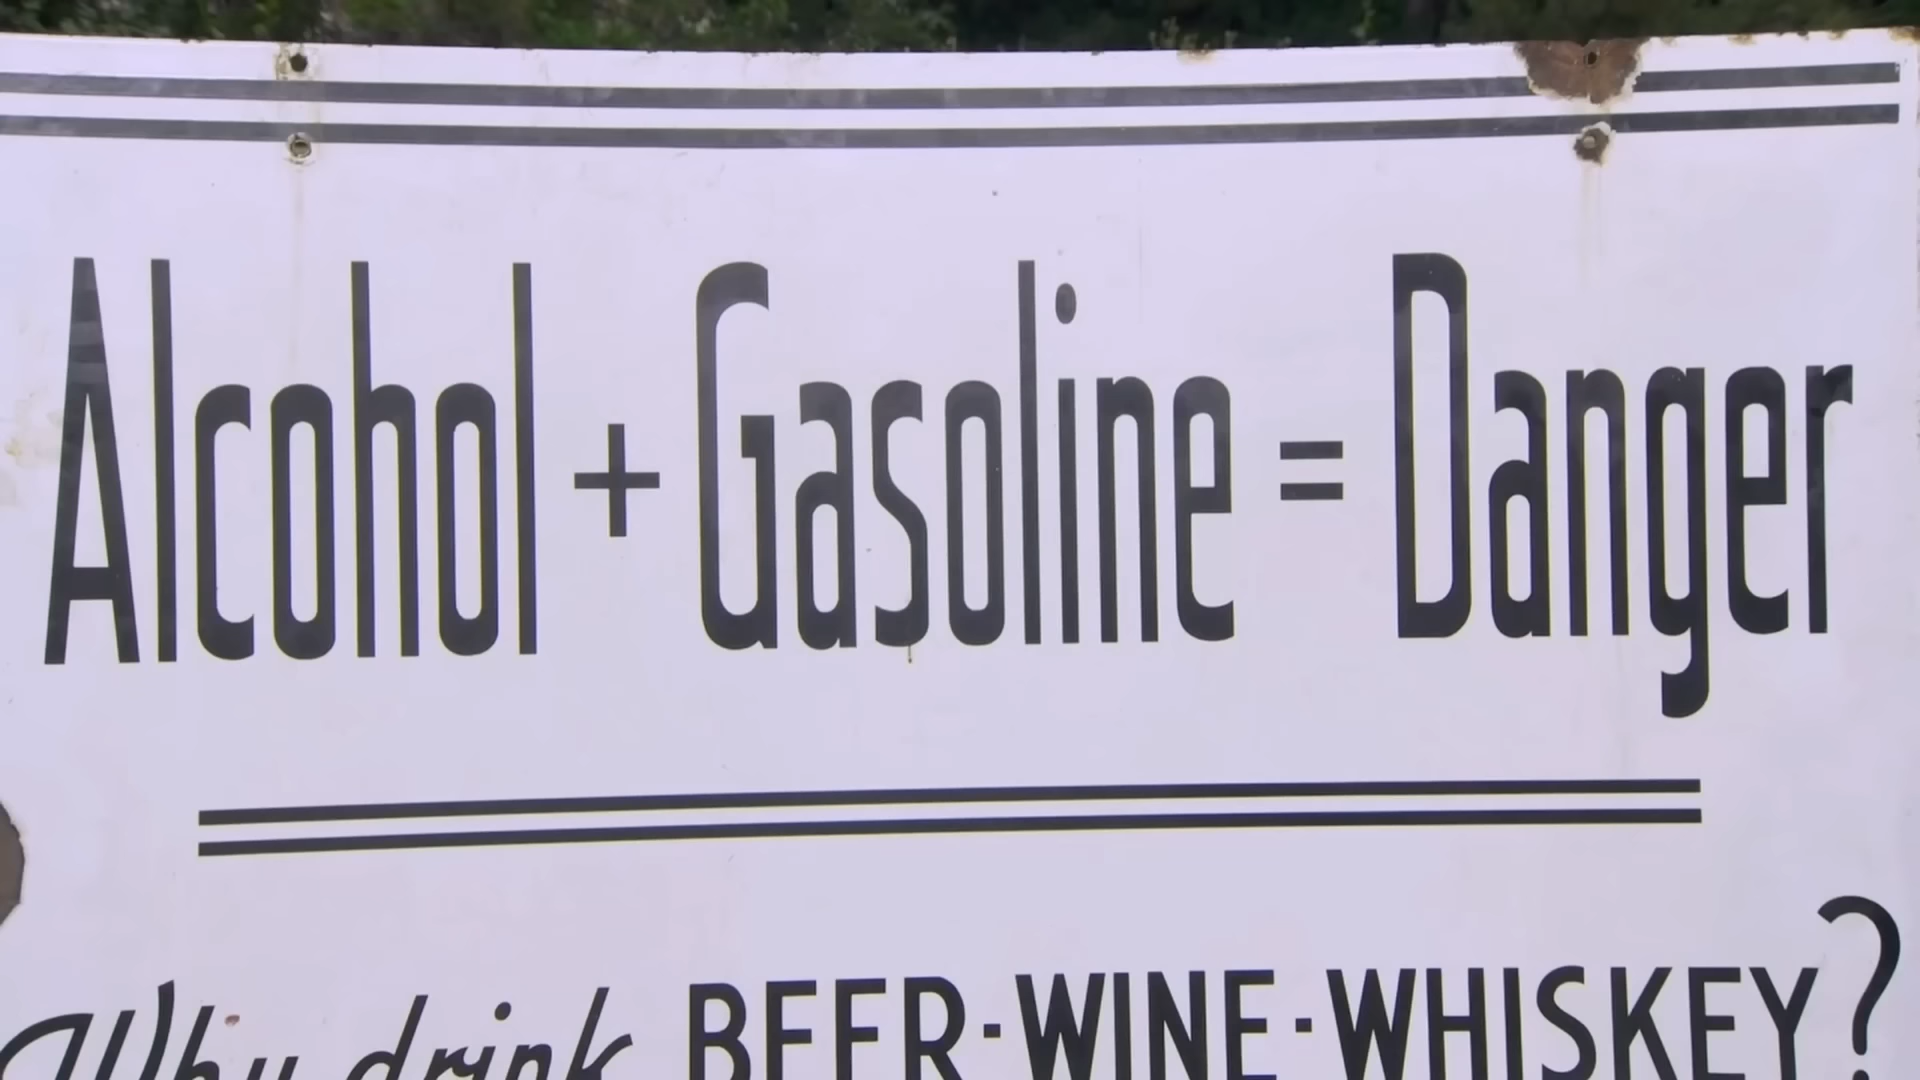 Alcohol + Gasoline = Danger
Why drink BEER·WINE·WHISKEY?